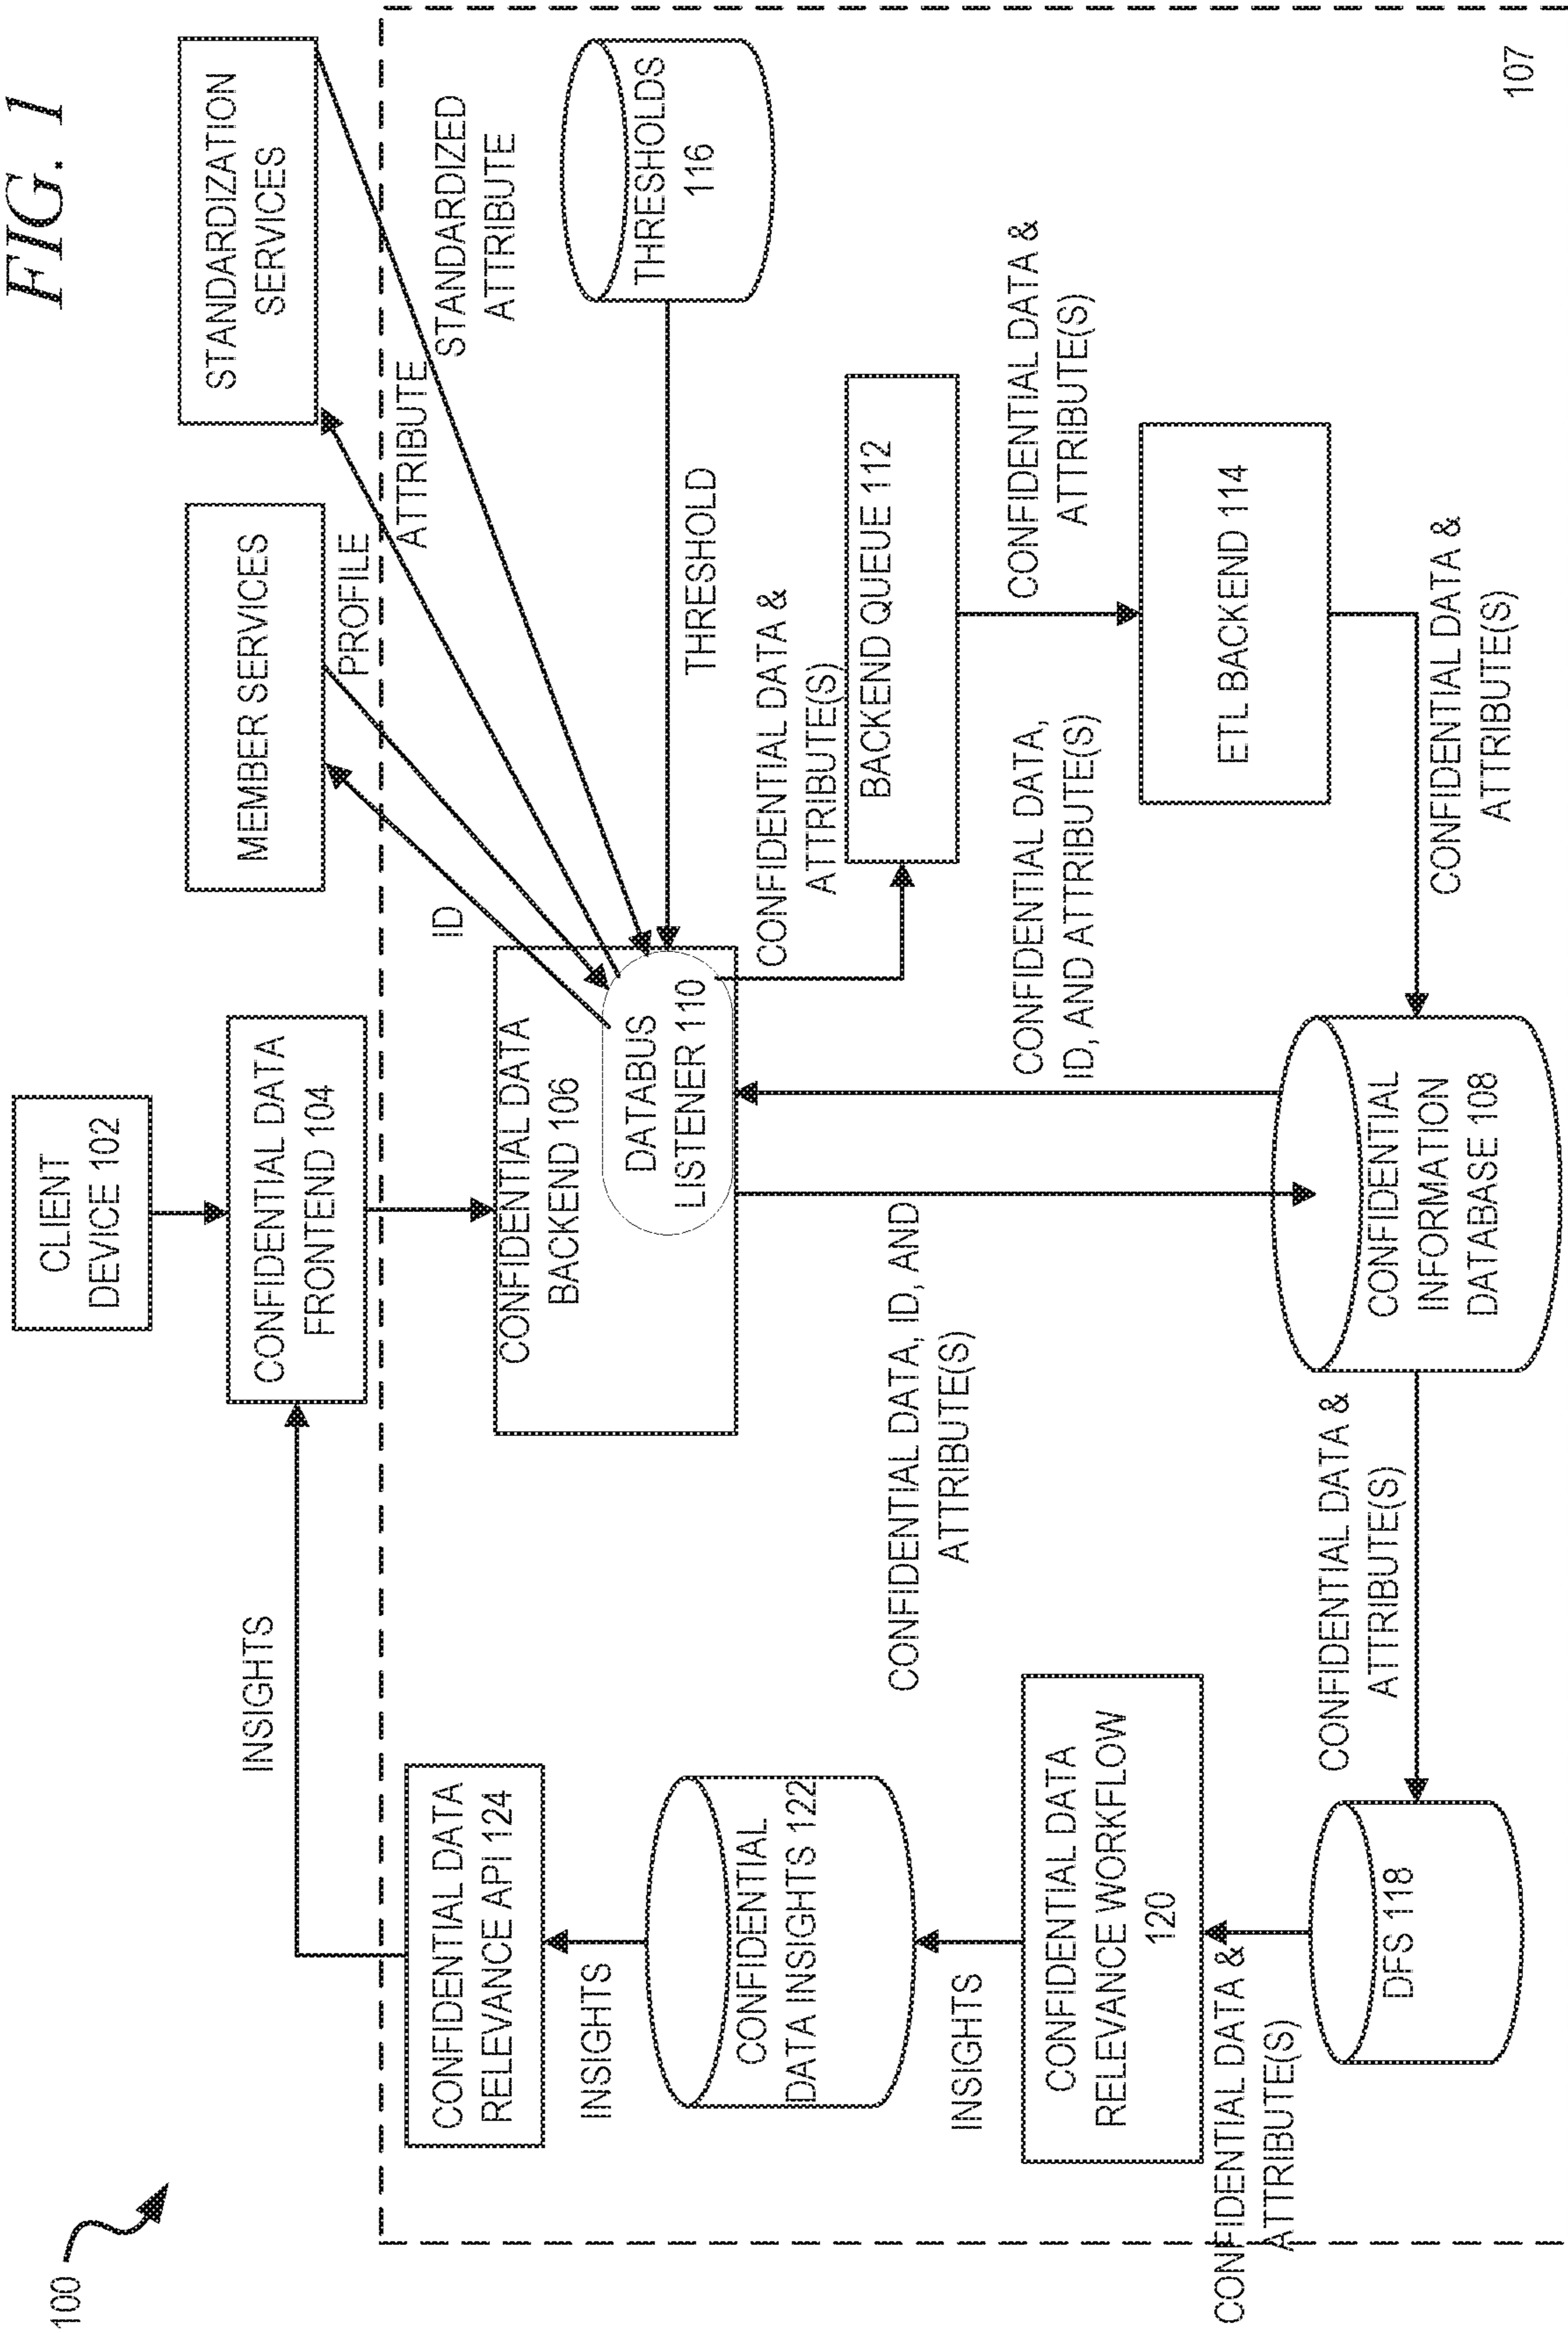 FIG. 1
100
CLIENT
DEVICE 102
CONFIDENTIAL DATA
FRONTEND 104
INSIGHTS
MEMBER SERVICES
STANDARDIZATION
SERVICES
ID
PROFILE
ATTRIBUTE
STANDARDIZED
ATTRIBUTE
CONFIDENTIAL DATA
RELEVANCE API 124
CONFIDENTIAL DATA
BACKEND 106
DATABUS
LISTENER 110
THRESHOLD
THRESHOLDS
116
INSIGHTS
CONFIDENTIAL
DATA INSIGHTS 122
CONFIDENTIAL DATA &
ATTRIBUTE(S)
BACKEND QUEUE 112
CONFIDENTIAL DATA, ID, AND
ATTRIBUTE(S)
CONFIDENTIAL DATA,
ID, AND ATTRIBUTE(S)
CONFIDENTIAL DATA &
ATTRIBUTE(S)
INSIGHTS
CONFIDENTIAL DATA
RELEVANCE WORKFLOW
120
ETL BACKEND 114
CONFIDENTIAL DATA &
ATTRIBUTE(S)
CONFIDENTIAL DATA &
ATTRIBUTE(S)
CONFIDENTIAL DATA &
ATTRIBUTE(S)
DFS 118
CONFIDENTIAL
INFORMATION
DATABASE 108
107